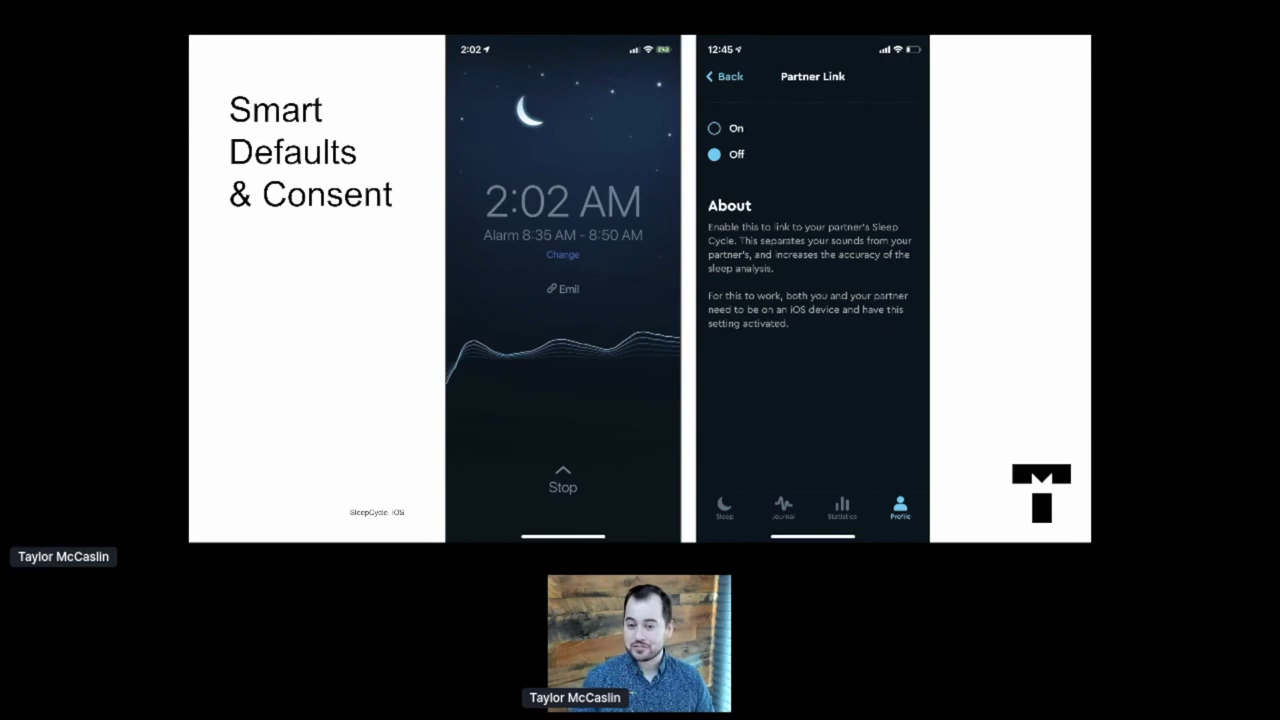 Smart
Defaults
& Consent
SleepCycle iOS
2:02
2:02 AM
Alarm 8:35 AM - 8:50 AM
Change
Emil
Stop
12:45
Back
Partner Link
On
Off
About
Enable this to link to your partner's Sleep
Cycle. This separates your sounds from your
partner's, and increases the accuracy of the
sleep analysis.
For this to work, both you and your partner
need to be on an iOS device and have this
setting activated.
Sleep
Journal
Statistics
Profile
Taylor McCaslin
Taylor McCaslin